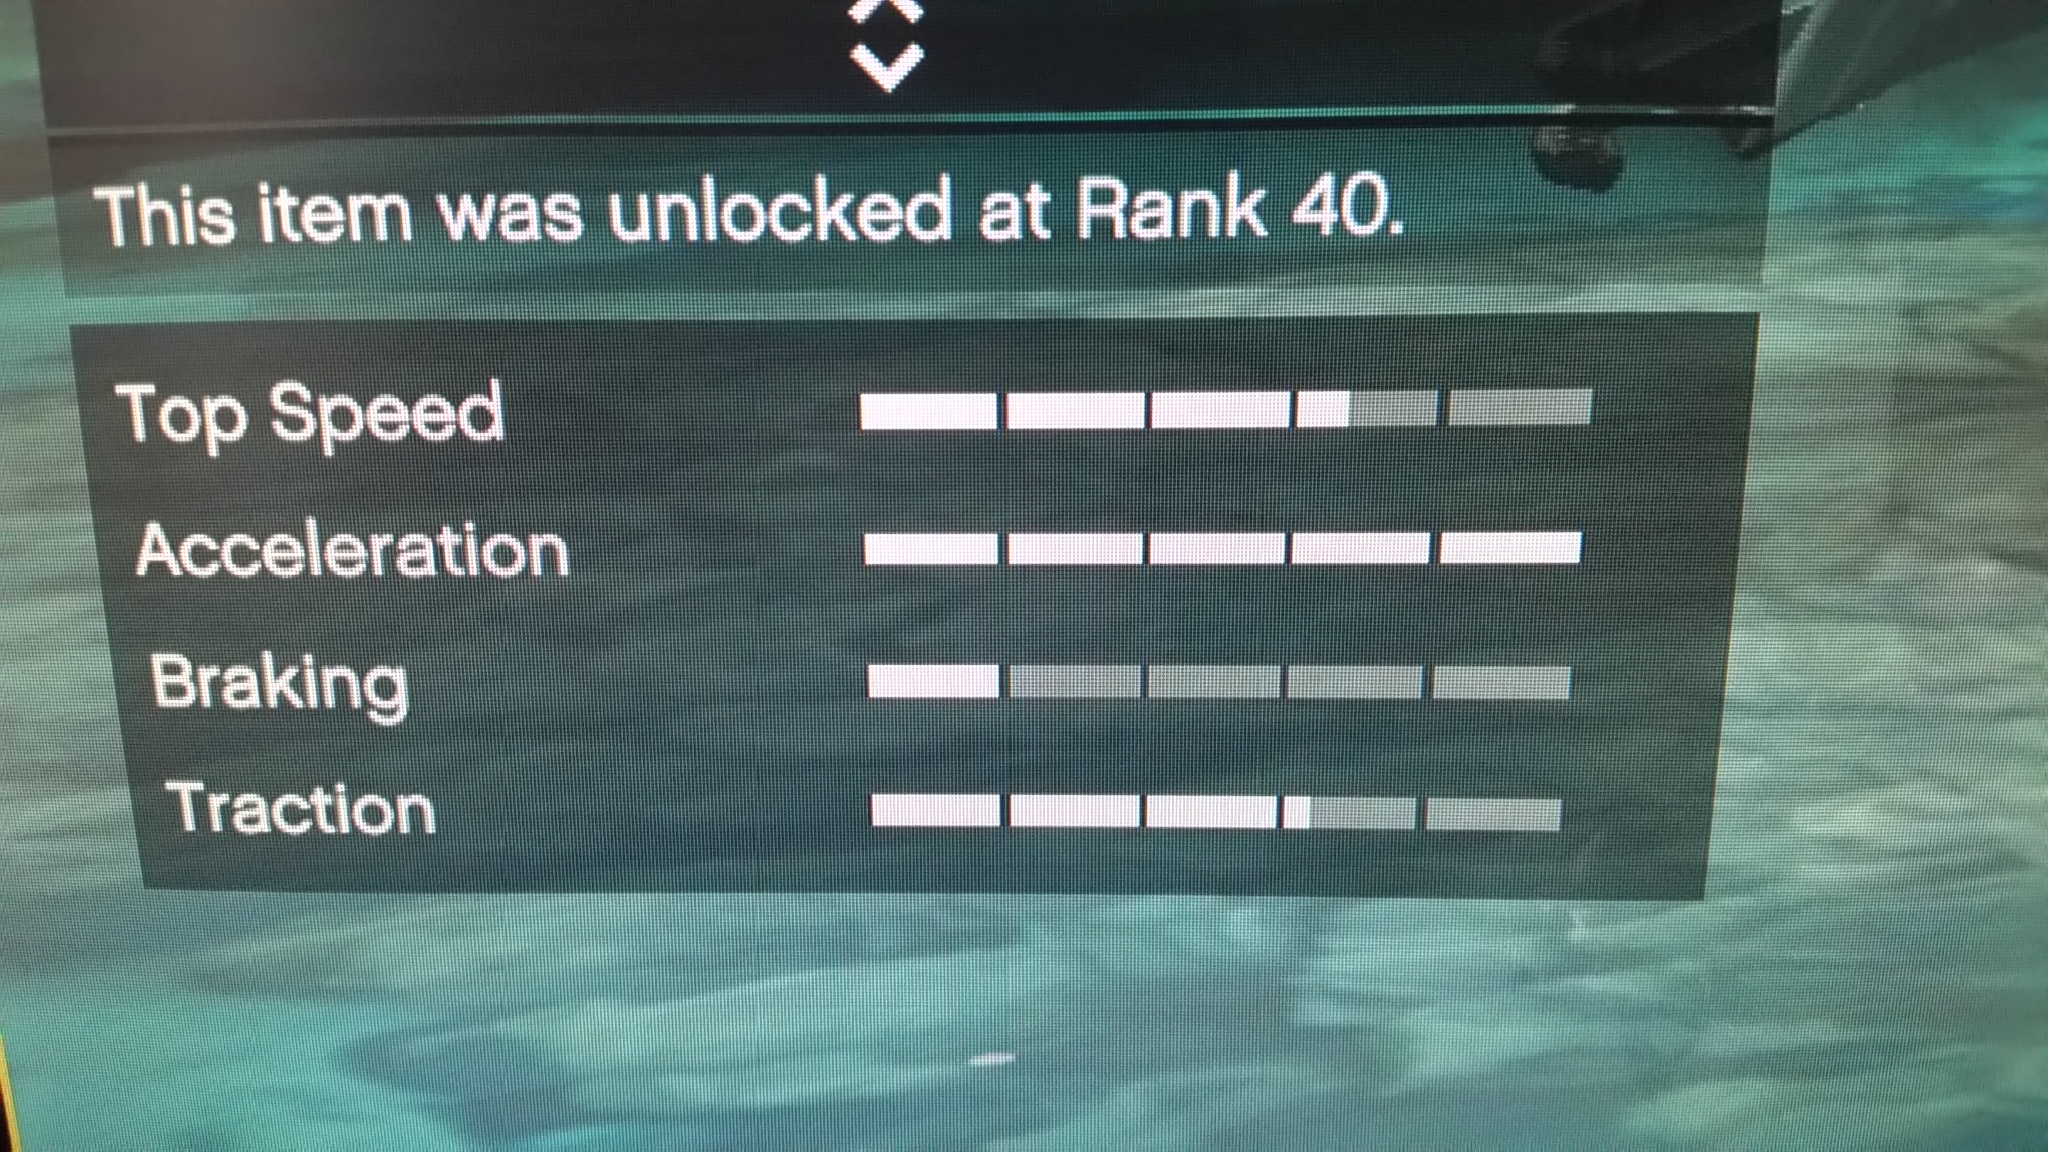 This item was unlocked at Rank 40.
Top Speed
Acceleration
Braking
Traction